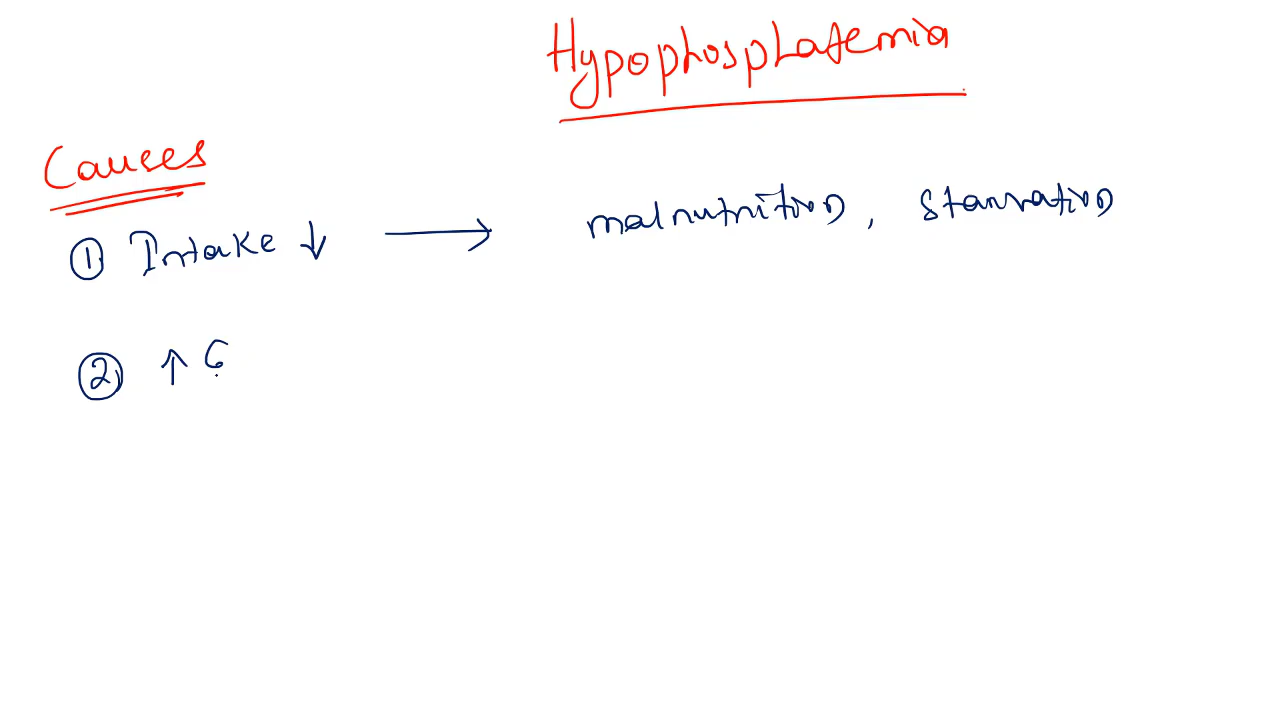 Hypophosphatemia
Causes
① Intake ↓ ⟶ malnutrition, starvation
② ↑